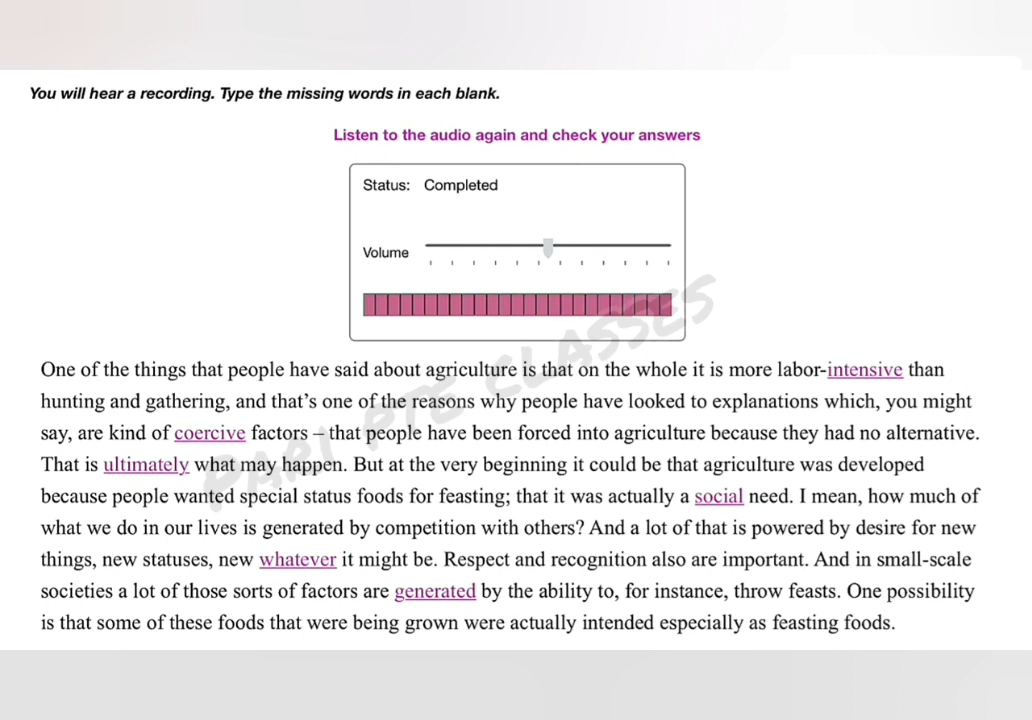 You will hear a recording. Type the missing words in each blank.
Listen to the audio again and check your answers
Status: Completed
Volume
PARI PTE CLASSES
One of the things that people have said about agriculture is that on the whole it is more labor-intensive than
hunting and gathering, and that's one of the reasons why people have looked to explanations which, you might
say, are kind of coercive factors – that people have been forced into agriculture because they had no alternative.
That is ultimately what may happen. But at the very beginning it could be that agriculture was developed
because people wanted special status foods for feasting; that it was actually a social need. I mean, how much of
what we do in our lives is generated by competition with others? And a lot of that is powered by desire for new
things, new statuses, new whatever it might be. Respect and recognition also are important. And in small-scale
societies a lot of those sorts of factors are generated by the ability to, for instance, throw feasts. One possibility
is that some of these foods that were being grown were actually intended especially as feasting foods.